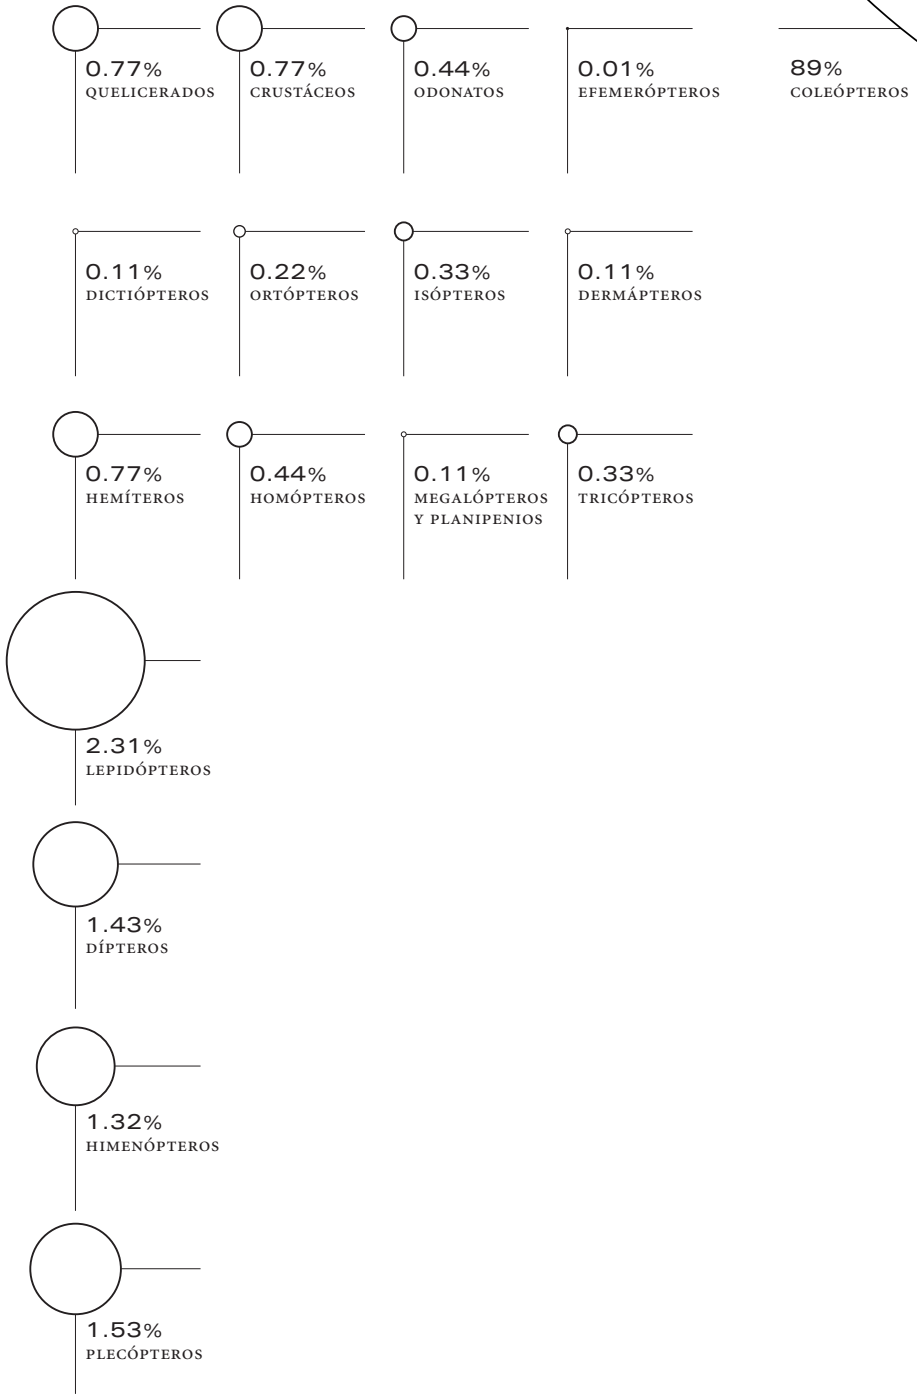 0.77%
QUELICERADOS
0.77%
CRUSTÁCEOS
0.44%
ODONATOS
0.01%
EFEMERÓPTEROS
89%
COLEÓPTEROS
0.11%
DICTIÓPTEROS
0.22%
ORTÓPTEROS
0.33%
ISÓPTEROS
0.11%
DERMÁPTEROS
0.77%
HEMÍTEROS
0.44%
HOMÓPTEROS
0.11%
MEGALÓPTEROS
Y PLANIPENIOS
0.33%
TRICÓPTEROS
2.31%
LEPIDÓPTEROS
1.43%
DÍPTEROS
1.32%
HIMENÓPTEROS
1.53%
PLECÓPTEROS